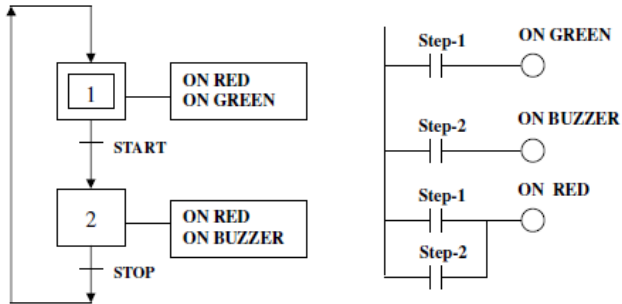 1
ON RED
ON GREEN
START
2
ON RED
ON BUZZER
STOP
Step-1
ON GREEN
Step-2
ON BUZZER
Step-1
ON RED
Step-2